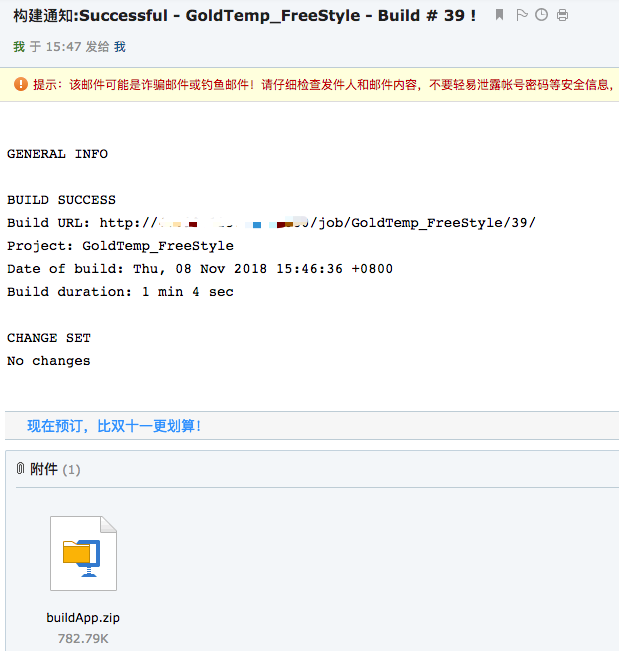 构建通知:Successful - GoldTemp_FreeStyle - Build # 39 !
我 于 15:47 发给 我
提示：该邮件可能是诈骗邮件或钓鱼邮件！请仔细检查发件人和邮件内容，不要轻易泄露帐号密码等安全信息，
GENERAL INFO
BUILD SUCCESS
Build URL: http:// 0/job/GoldTemp_FreeStyle/39/
Project: GoldTemp_FreeStyle
Date of build: Thu, 08 Nov 2018 15:46:36 +0800
Build duration: 1 min 4 sec
CHANGE SET
No changes
现在预订，比双十一更划算！
附件 (1)
buildApp.zip
782.79K